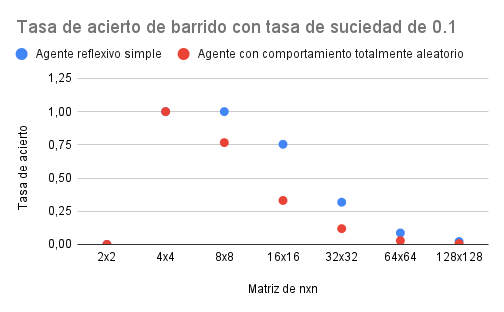 Tasa de acierto de barrido con tasa de suciedad de 0.1
Agente reflexivo simple
Agente con comportamiento totalmente aleatorio
1,25
1,00
0,75
0,50
0,25
0,00
Tasa de acierto
2x2 4x4 8x8 16x16 32x32 64x64 128x128
Matriz de nxn